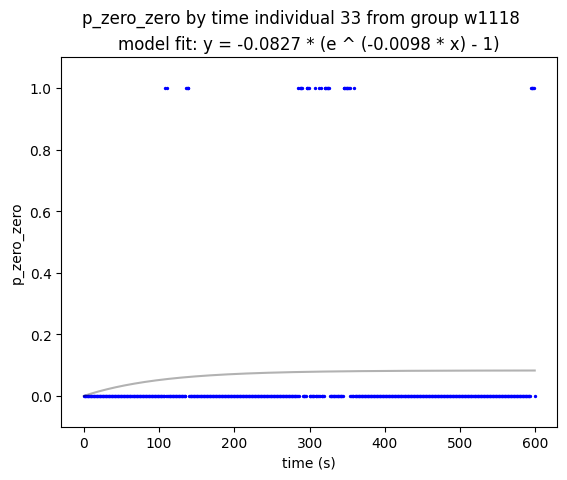 p_zero_zero by time individual 33 from group w1118
model fit: y = -0.0827 * (e ^ (-0.0098 * x) - 1)
1.0
0.8
0.6
0.4
0.2
0.0
p_zero_zero
0 100 200 300 400 500 600
time (s)